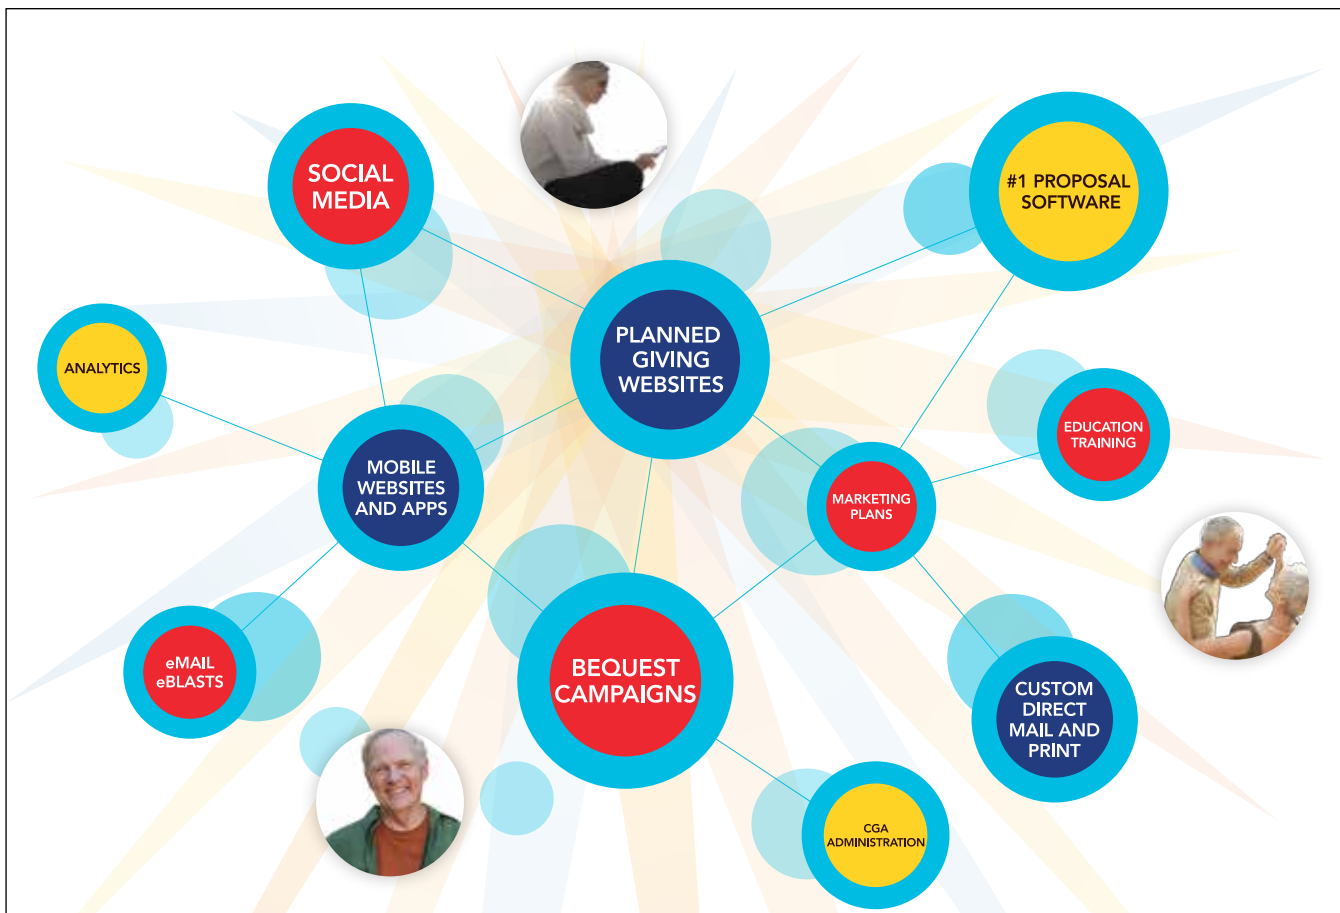 SOCIAL
MEDIA
#1 PROPOSAL
SOFTWARE
PLANNED
GIVING
WEBSITES
ANALYTICS
EDUCATION
TRAINING
MOBILE
WEBSITES
AND APPS
MARKETING
PLANS
eMAIL
eBLASTS
BEQUEST
CAMPAIGNS
CUSTOM
DIRECT
MAIL AND
PRINT
CGA
ADMINISTRATION